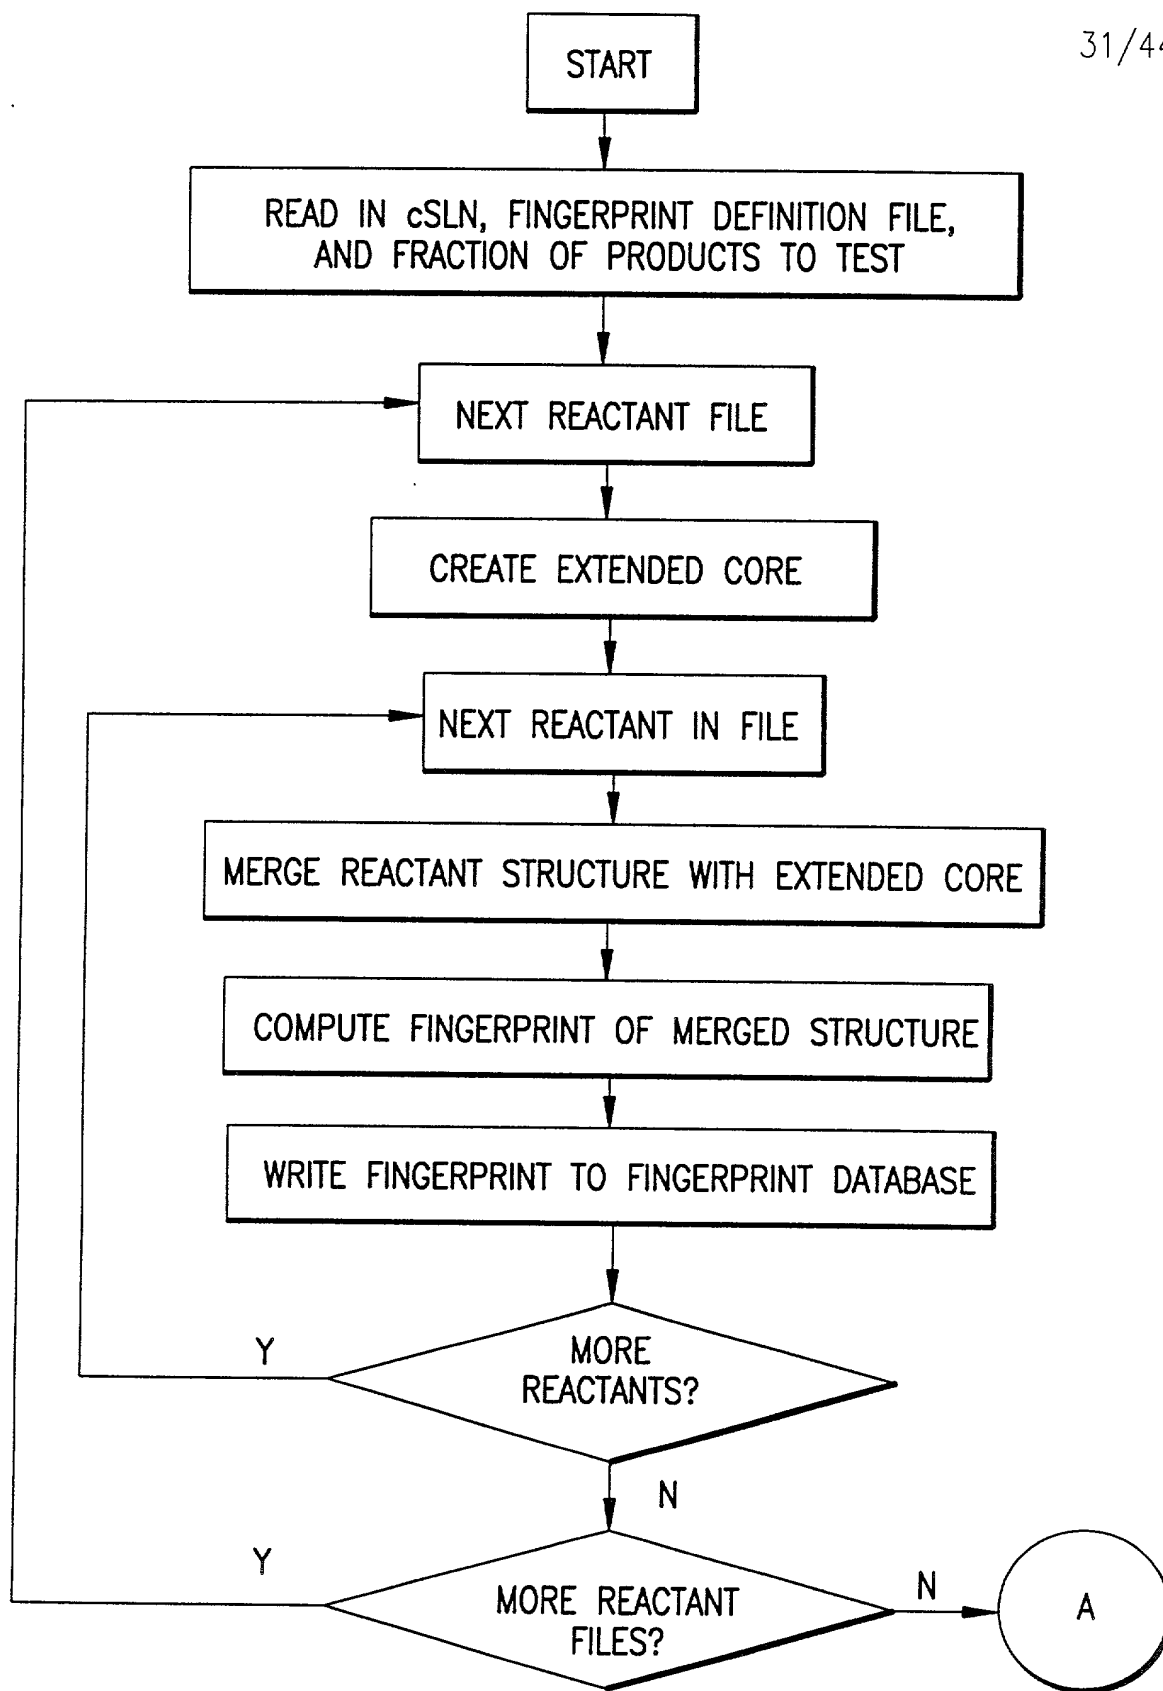 31/44
START
READ IN cSLN, FINGERPRINT DEFINITION FILE,
AND FRACTION OF PRODUCTS TO TEST
NEXT REACTANT FILE
CREATE EXTENDED CORE
NEXT REACTANT IN FILE
MERGE REACTANT STRUCTURE WITH EXTENDED CORE
COMPUTE FINGERPRINT OF MERGED STRUCTURE
WRITE FINGERPRINT TO FINGERPRINT DATABASE
Y
MORE
REACTANTS?
N
Y
MORE REACTANT
FILES?
N
A